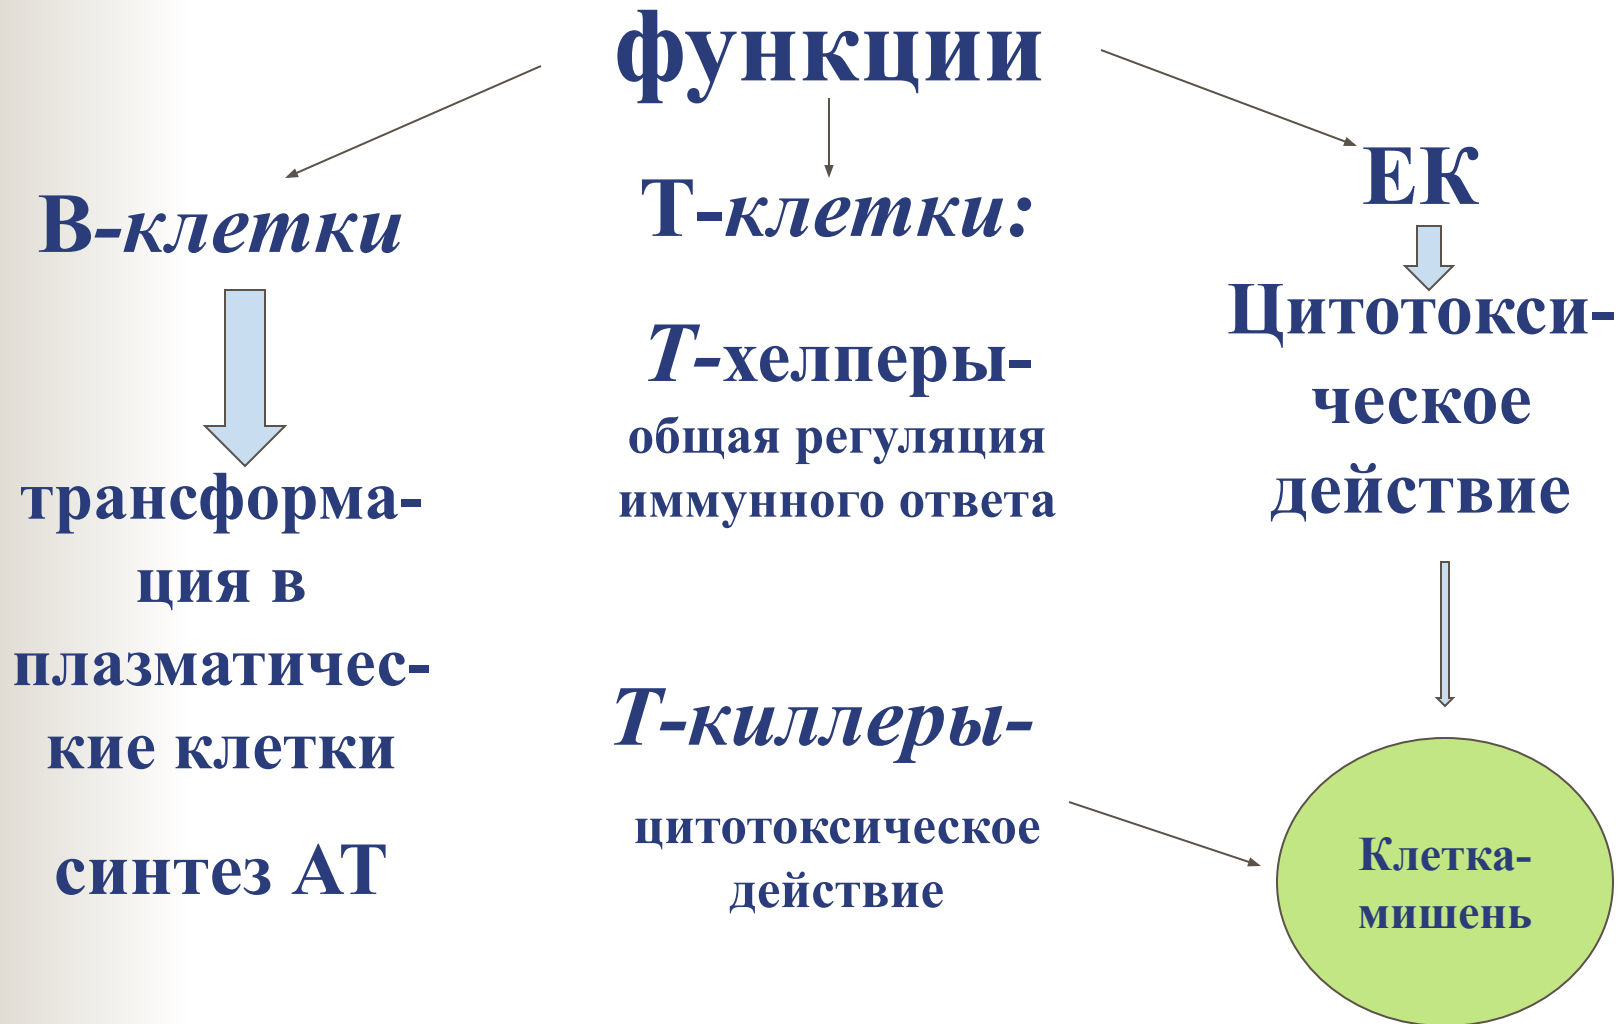 функции
В-клетки
трансформа-
ция в
плазматичес-
кие клетки
синтез АТ
Т-клетки:
Т-хелперы-
общая регуляция
иммунного ответа
Т-киллеры-
цитотоксическое
действие
ЕК
Цитотокси-
ческое
действие
Клетка-
мишень